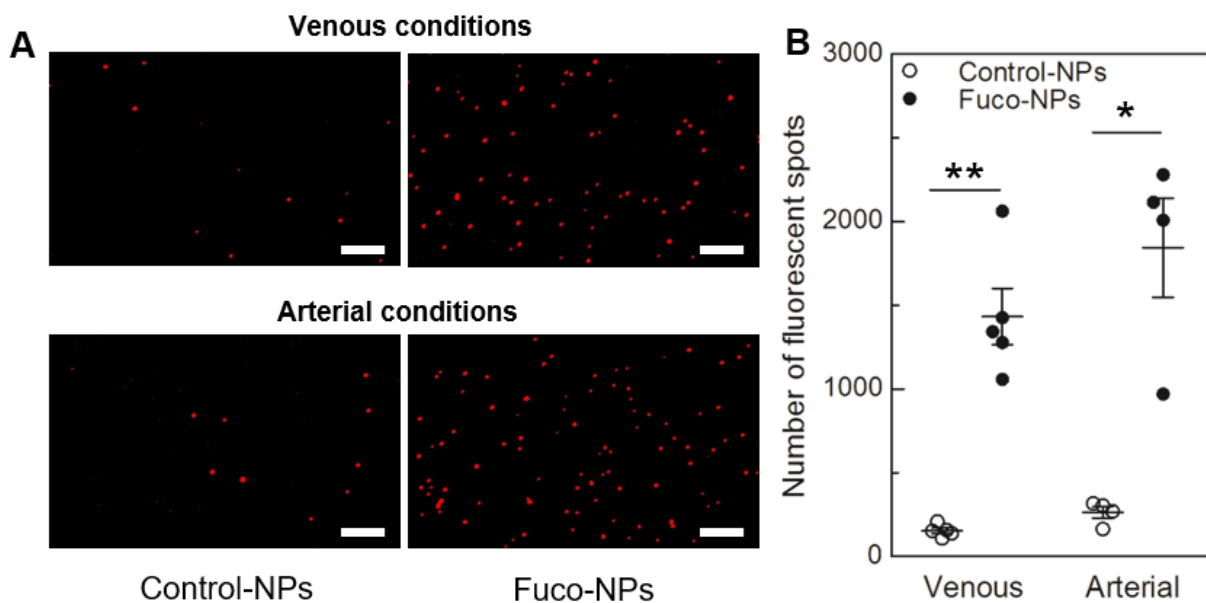 A
Venous conditions
Arterial conditions
Control-NPs
Fuco-NPs
B
3000
2000
1000
0
Number of fluorescent spots
Control-NPs
Fuco-NPs
**
*
Venous
Arterial